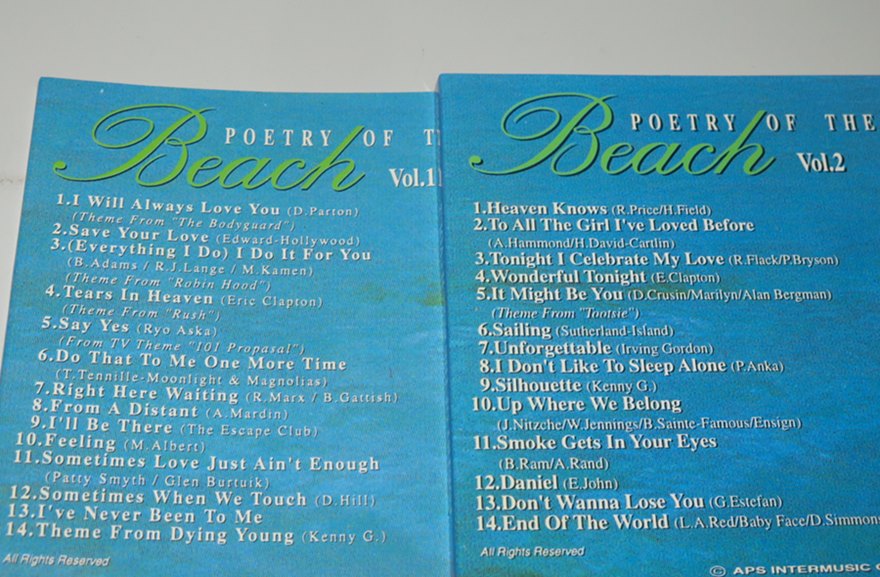 POETRY OF T
Beach
Vol.1
1.I Will Always Love You (D.Parton)
(Theme From "The Bodyguard")
2.Save Your Love (Edward-Hollywood)
3.(Everything I Do) I Do It For You
(B.Adams / R.J.Lange / M.Kamen)
(Theme From "Robin Hood")
4.Tears In Heaven (Eric Clapton)
(Theme From "Rush")
5.Say Yes (Ryo Aska)
(From TV Theme "101 Propasal")
6.Do That To Me One More Time
(T.Tennille-Moonlight & Magnolias)
7.Right Here Waiting (R.Marx / B.Gattish)
8.From A Distant (A.Mardin)
9.I'll Be There (The Escape Club)
10.Feeling (M.Albert)
11.Sometimes Love Just Ain't Enough
(Patty Smyth / Glen Burtuik)
12.Sometimes When We Touch (D.Hill)
13.I've Never Been To Me
14.Theme From Dying Young (Kenny G.)
All Rights Reserved
POETRY OF THE
Beach
Vol.2
1.Heaven Knows (R.Price/H.Field)
2.To All The Girl I've Loved Before
(A.Hammond/H.David-Cartlin)
3.Tonight I Celebrate My Love (R.Flack/P.Bryson)
4.Wonderful Tonight (E.Clapton)
5.It Might Be You (D.Crusin/Marilyn/Alan Bergman)
(Theme From "Tootsie")
6.Sailing (Sutherland-Island)
7.Unforgettable (Irving Gordon)
8.I Don't Like To Sleep Alone (P.Anka)
9.Silhouette (Kenny G.)
10.Up Where We Belong
(J.Nitzche/W.Jennings/B.Sainte-Famous/Ensign)
11.Smoke Gets In Your Eyes
(B.Ram/A.Rand)
12.Daniel (E.John)
13.Don't Wanna Lose You (G.Estefan)
14.End Of The World (L.A.Red/Baby Face/D.Simmons
All Rights Reserved
© APS INTERMUSIC